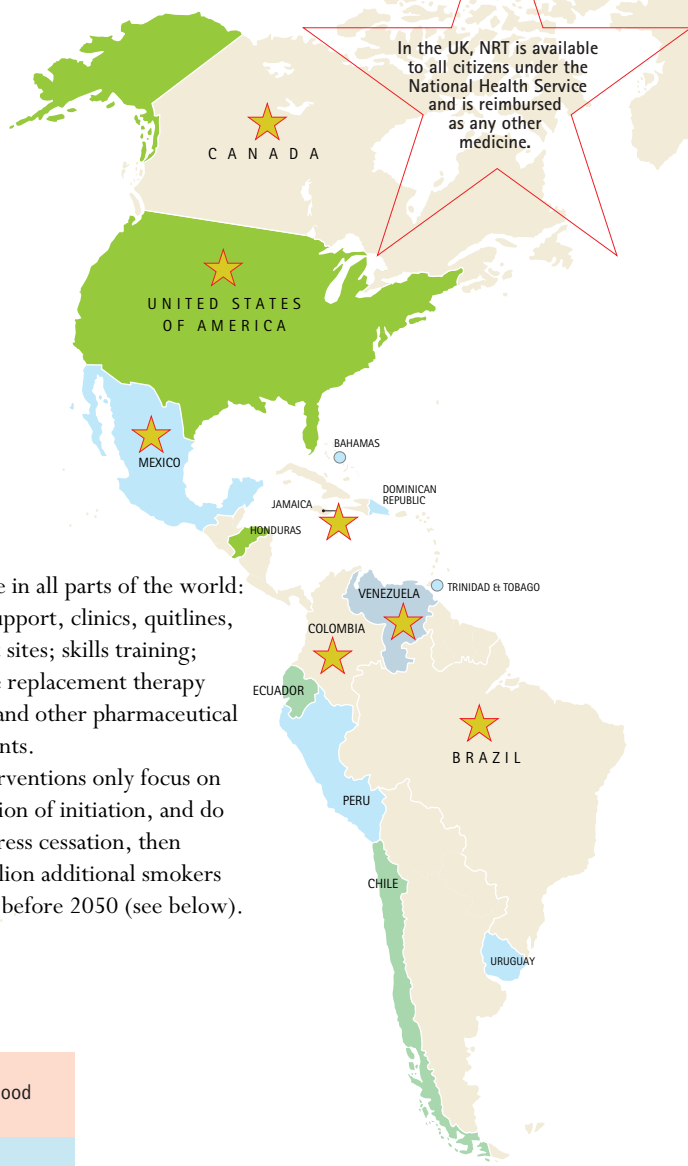 In the UK, NRT is available
to all citizens under the
National Health Service
and is reimbursed
as any other
medicine.
CANADA
UNITED STATES
OF AMERICA
MEXICO
BAHAMAS
JAMAICA
DOMINICAN
REPUBLIC
HONDURAS
e in all parts of the world:
upport, clinics, quitlines,
sites; skills training;
e replacement therapy
and other pharmaceutical
nts.
rventions only focus on
ion of initiation, and do
ress cessation, then
lion additional smokers
before 2050 (see below).
VENEZUELA
TRINIDAD & TOBAGO
COLOMBIA
ECUADOR
BRAZIL
PERU
CHILE
URUGUAY
ood